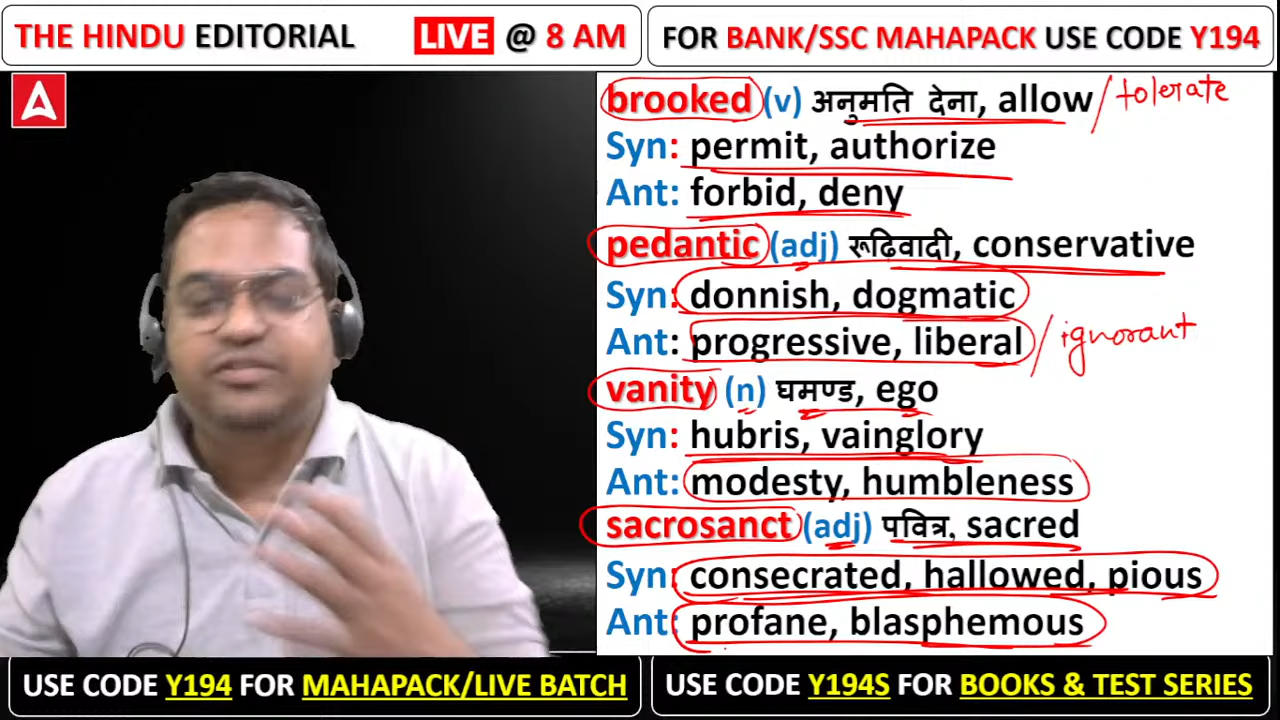 THE HINDU EDITORIAL LIVE @ 8 AM
FOR BANK/SSC MAHAPACK USE CODE Y194
brooked (v) अनुमति देना, allow / tolerate
Syn: permit, authorize
Ant: forbid, deny
pedantic (adj) रूढिवादी, conservative
Syn: donnish, dogmatic
Ant: progressive, liberal / ignorant
vanity (n) घमण्ड, ego
Syn: hubris, vainglory
Ant: modesty, humbleness
sacrosanct (adj) पवित्र, sacred
Syn: consecrated, hallowed, pious
Ant: profane, blasphemous
USE CODE Y194 FOR MAHAPACK/LIVE BATCH
USE CODE Y194S FOR BOOKS & TEST SERIES